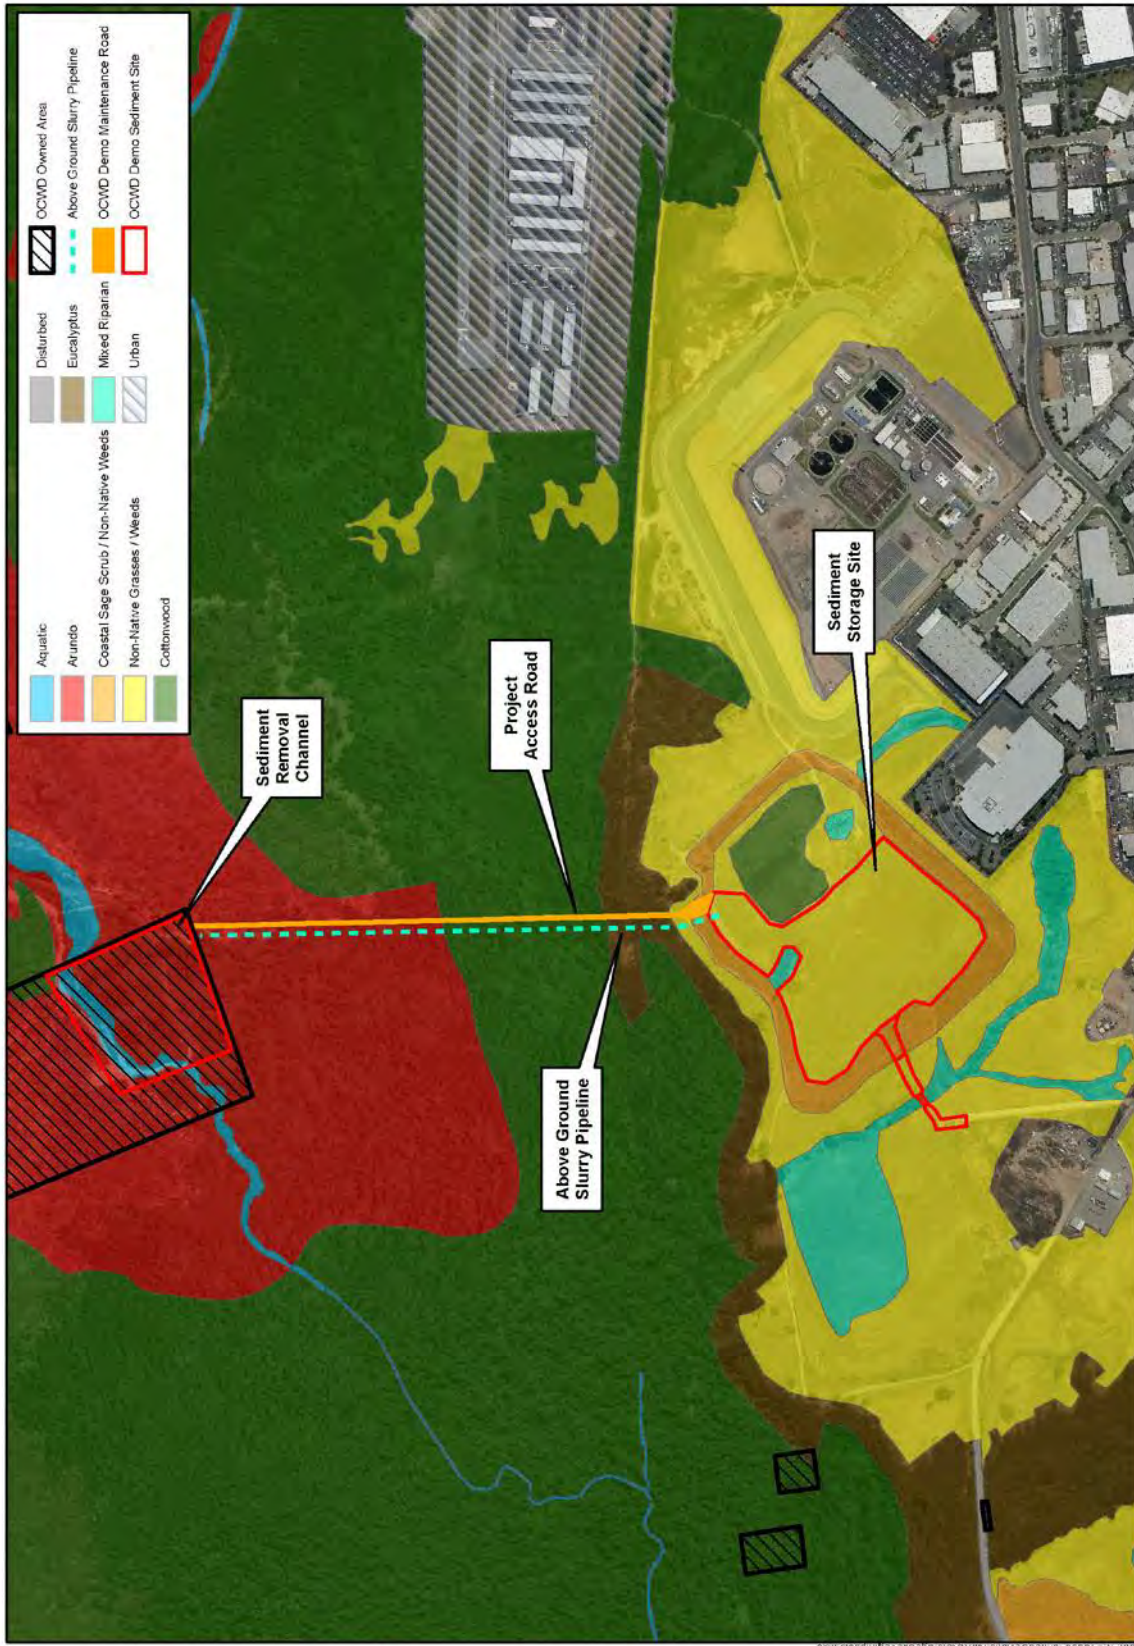 Aquatic
Arundo
Coastal Sage Scrub / Non-Native Weeds
Non-Native Grasses / Weeds
Cottonwood
Disturbed
Eucalyptus
Mixed Riparian
Urban
OCWD Owned Area
Above Ground Slurry Pipeline
OCWD Demo Maintenance Road
OCWD Demo Sediment Site
Sediment
Removal
Channel
Project
Access Road
Above Ground
Slurry Pipeline
Sediment
Storage Site